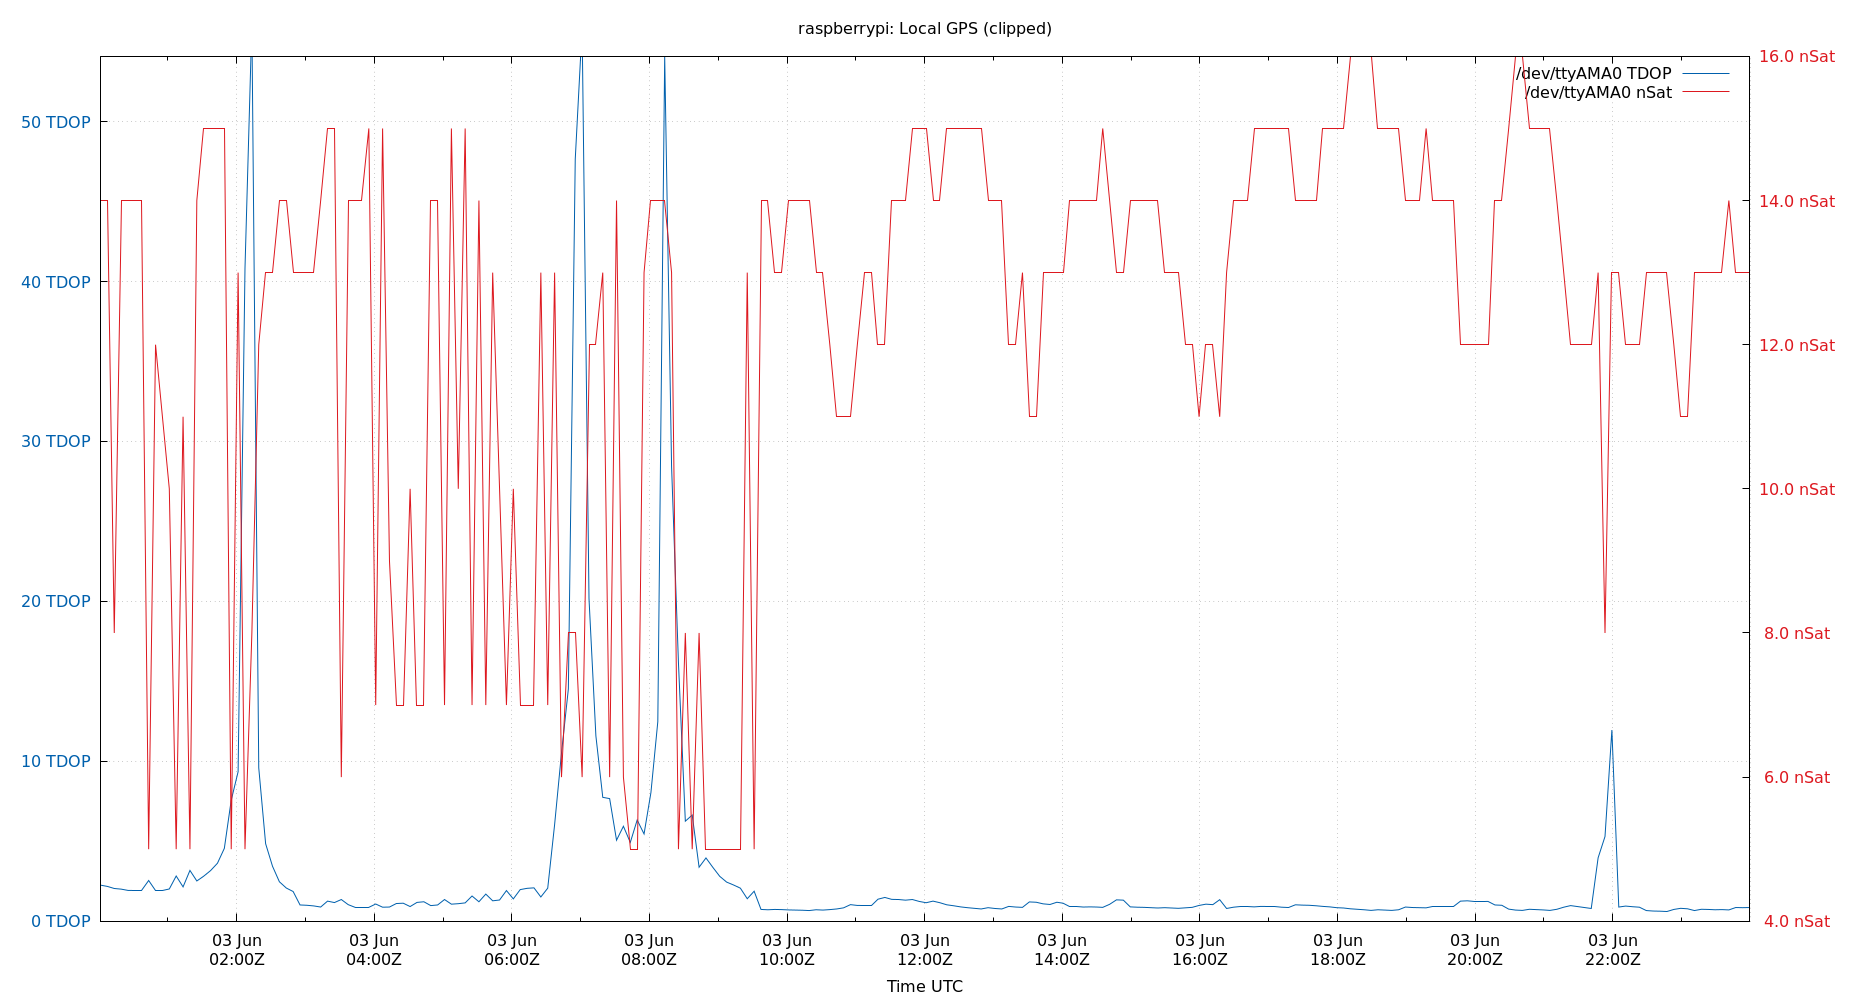 raspberrypi: Local GPS (clipped)
/dev/ttyAMA0 TDOP
/dev/ttyAMA0 nSat
50 TDOP
40 TDOP
30 TDOP
20 TDOP
10 TDOP
0 TDOP
16.0 nSat
14.0 nSat
12.0 nSat
10.0 nSat
8.0 nSat
6.0 nSat
4.0 nSat
03 Jun 03 Jun 03 Jun 03 Jun 03 Jun 03 Jun 03 Jun 03 Jun 03 Jun 03 Jun 03 Jun
02:00Z 04:00Z 06:00Z 08:00Z 10:00Z 12:00Z 14:00Z 16:00Z 18:00Z 20:00Z 22:00Z
Time UTC